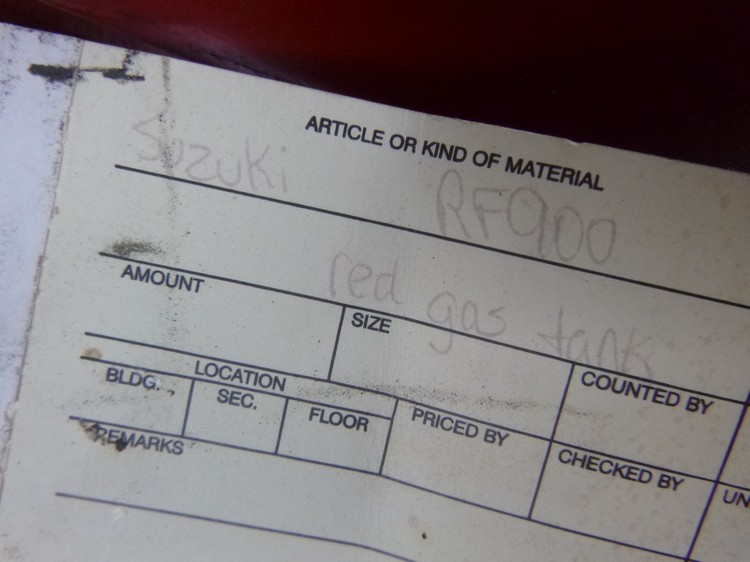 ARTICLE OR KIND OF MATERIAL
Suzuki RF900
red gas tank
AMOUNT SIZE COUNTED BY
LOCATION
BLDG. SEC. FLOOR PRICED BY CHECKED BY UN
REMARKS